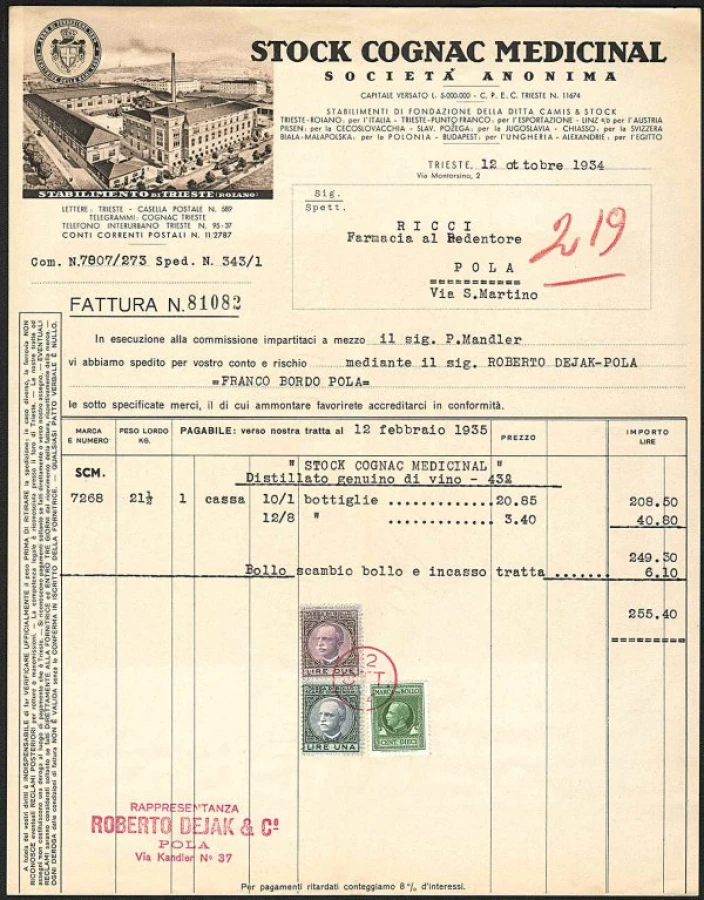 STOCK COGNAC MEDICINAL
SOCIETÀ ANONIMA
CAPITALE VERSATO L. 5.000.000 - C. P. E. C. TRIESTE N. 11674
STABILIMENTI DI FONDAZIONE DELLA DITTA CAMIS & STOCK
TRIESTE-ROIANO: per l'ITALIA - TRIESTE-PUNTO FRANCO: per l'ESPORTAZIONE - LINZ a/D per l'AUSTRIA
PILSEN: per la CECOSLOVACCHIA - SLAV. POŽEGA: per la JUGOSLAVIA - CHIASSO: per la SVIZZERA
BIALA-MALAPOLSKA: per la POLONIA - BUDAPEST: per l'UNGHERIA - ALEXANDRIE: per l'EGITTO
STABILIMENTO DI TRIESTE (ROIANO)
TRIESTE, 12 ottobre 1934
Via Montorsino, 2
LETTERE: TRIESTE - CASELLA POSTALE N. 589
TELEGRAMMI: COGNAC TRIESTE
TELEFONO INTERURBANO TRIESTE N. 95-37
CONTI CORRENTI POSTALI N. 11/2787
Sig.
Spett.
RICCI
Farmacia al Redentore
POLA
Via S.Martino
219
Com. N.7807/273 Sped. N. 343/1
FATTURA N.81082
In esecuzione alla commissione impartitaci a mezzo il sig. P.Mandler
vi abbiamo spedito per vostro conto e rischio mediante il sig. ROBERTO DEJAK-POLA
=FRANCO BORDO POLA=
le sotto specificate merci, il di cui ammontare favorirete accreditarci in conformità.
MARCA E NUMERO PESO LORDO KG. PAGABILE: verso nostra tratta al 12 febbraio 1935 PREZZO IMPORTO LIRE
SCM. " STOCK COGNAC MEDICINAL "
Distillato genuino di vino - 43%
7268 21½ 1 cassa 10/1 bottiglie ............ 20.85 208.50
12/8 " ............ 3.40 40.80
249.30
Bollo scambio bollo e incasso tratta ....... 6.10
255.40
LIRE DUE
LIRE UNA
MARCA DA BOLLO
CENT. DIECI
RAPPRESENTANZA
ROBERTO DEJAK & Cº
POLA
Via Kandler Nº 37
Per pagamenti ritardati conteggiamo 8% d'interessi.